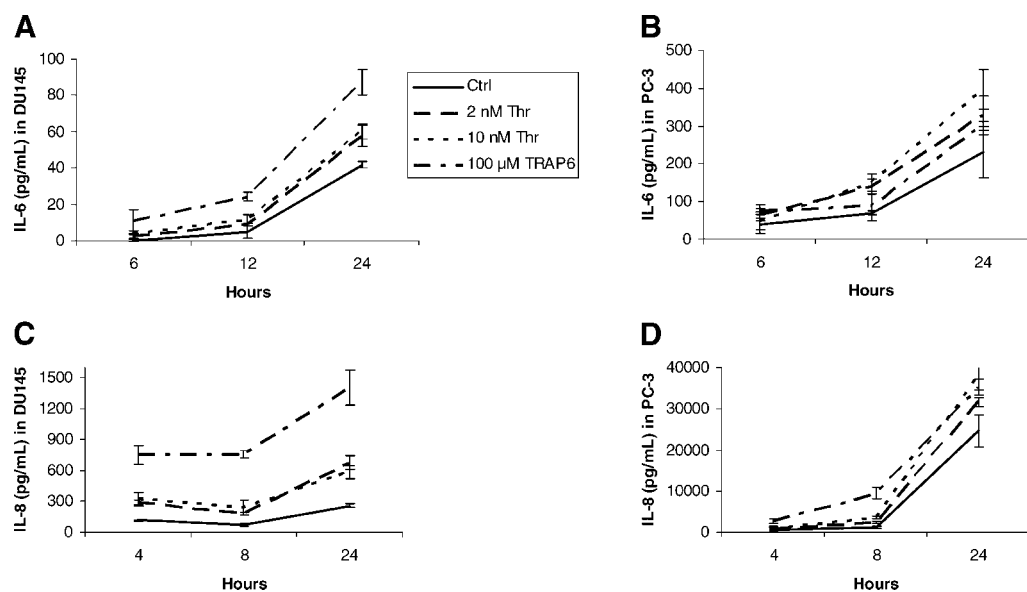 A
IL-6 (pg/mL) in DU145
100
80
60
40
20
0
6
12
24
Hours
Ctrl
2 nM Thr
10 nM Thr
100 µM TRAP6
B
IL-6 (pg/mL) in PC-3
500
400
300
200
100
0
6
12
24
Hours
C
IL-8 (pg/mL) in DU145
1500
1200
900
600
300
0
4
8
24
Hours
D
IL-8 (pg/mL) in PC-3
40000
30000
20000
10000
0
4
8
24
Hours